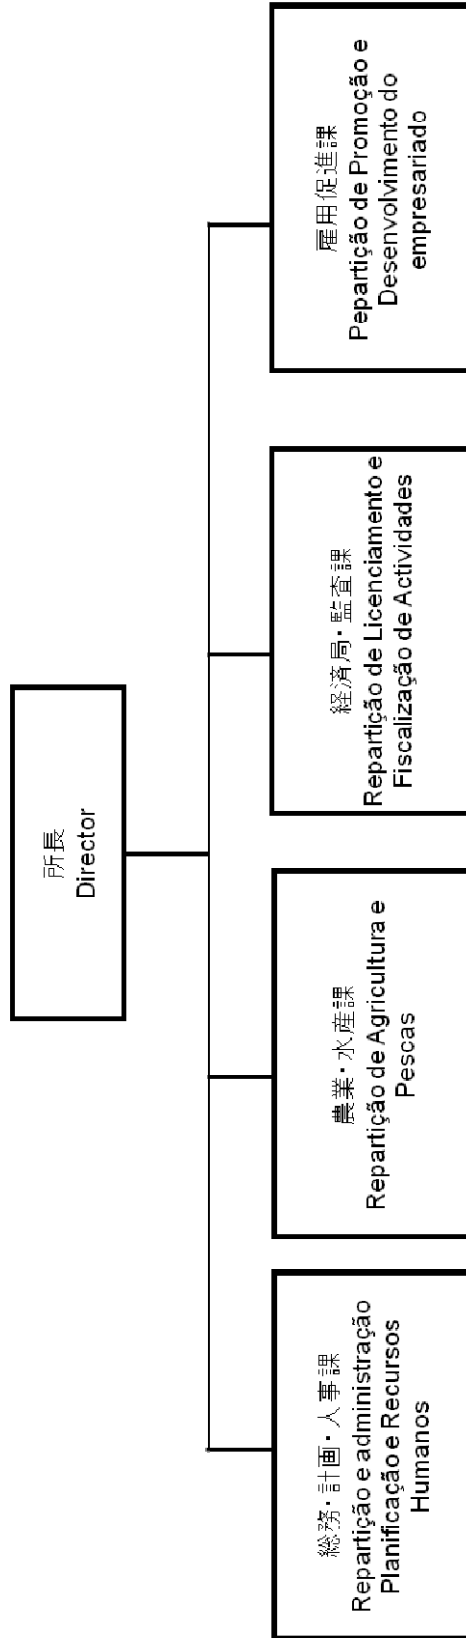 所長
Director
総務・計画・人事課
Repartição e administração
Planificação e Recursos
Humanos
農業・水産課
Repartição de Agricultura e
Pescas
経済局・監査課
Repartição de Licenciamento e
Fiscalização de Actividades
雇用促進課
Pepartição de Promoção e
Desenvolvimento do
empresariado